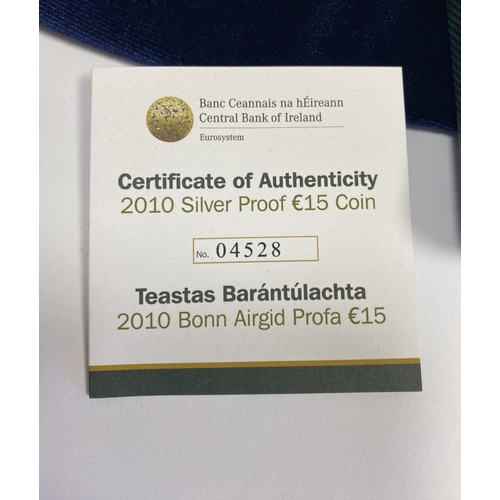 Banc Ceannais na hÉireann
Central Bank of Ireland
Eurosystem
Certificate of Authenticity
2010 Silver Proof €15 Coin
No. 04528
Teastas Barántúlachta
2010 Bonn Airgid Profa €15